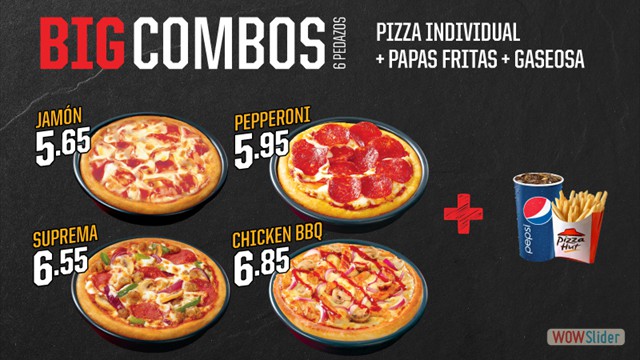 BIG COMBOS
6 PEDAZOS
PIZZA INDIVIDUAL
+ PAPAS FRITAS + GASEOSA
JAMÓN
5.65
PEPPERONI
5.95
SUPREMA
6.55
CHICKEN BBQ
6.85
+
pepsi
Pizza
Hut
WOWSlider